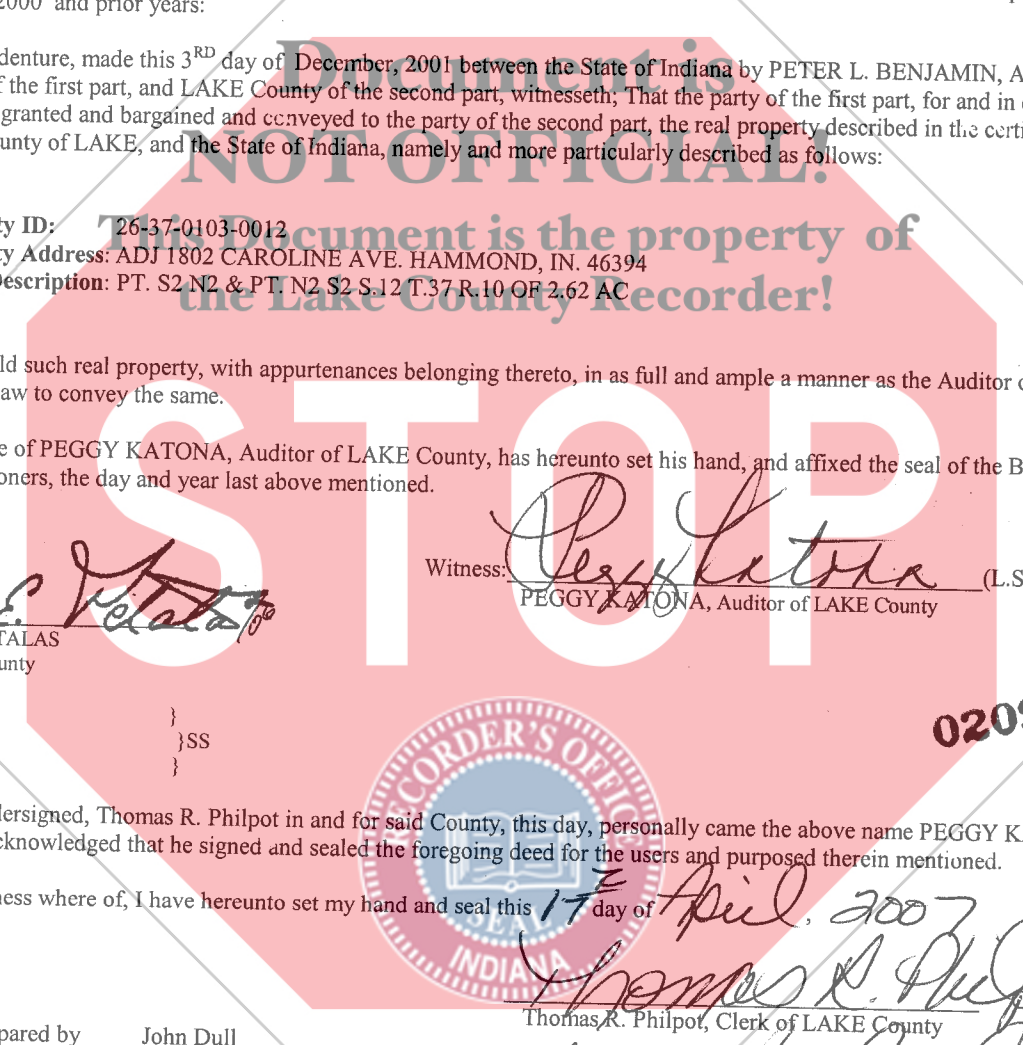 2000 and prior years:
denture, made this 3RD day of December, 2001 between the State of Indiana by PETER L. BENJAMIN, A
f the first part, and LAKE County of the second part, witnesseth; That the party of the first part, for and in
granted and bargained and conveyed to the party of the second part, the real property described in the certi
unty of LAKE, and the State of Indiana, namely and more particularly described as follows:
Document is
NOT OFFICIAL!
This Document is the property of
the Lake County Recorder!
ty ID: 26-37-0103-0012
ty Address: ADJ 1802 CAROLINE AVE. HAMMOND, IN. 46394
Description: PT. S2 N2 & PT. N2 S2 S.12 T.37 R.10 OF 2.62 AC
ld such real property, with appurtenances belonging thereto, in as full and ample a manner as the Auditor
aw to convey the same.
STOP
e of PEGGY KATONA, Auditor of LAKE County, has hereunto set his hand, and affixed the seal of the B
oners, the day and year last above mentioned.
Witness: Peggy Katona (L.S
PEGGY KATONA, Auditor of LAKE County
TALAS
unty
}
}SS
}
020
RECORDER'S OFFICE
SEAL
INDIANA
dersigned, Thomas R. Philpot in and for said County, this day, personally came the above name PEGGY K
cknowledged that he signed and sealed the foregoing deed for the users and purposed therein mentioned.
ness where of, I have hereunto set my hand and seal this 17 day of April, 2007
Thomas R. Philpot
Thomas R. Philpot, Clerk of LAKE County
pared by John Dull